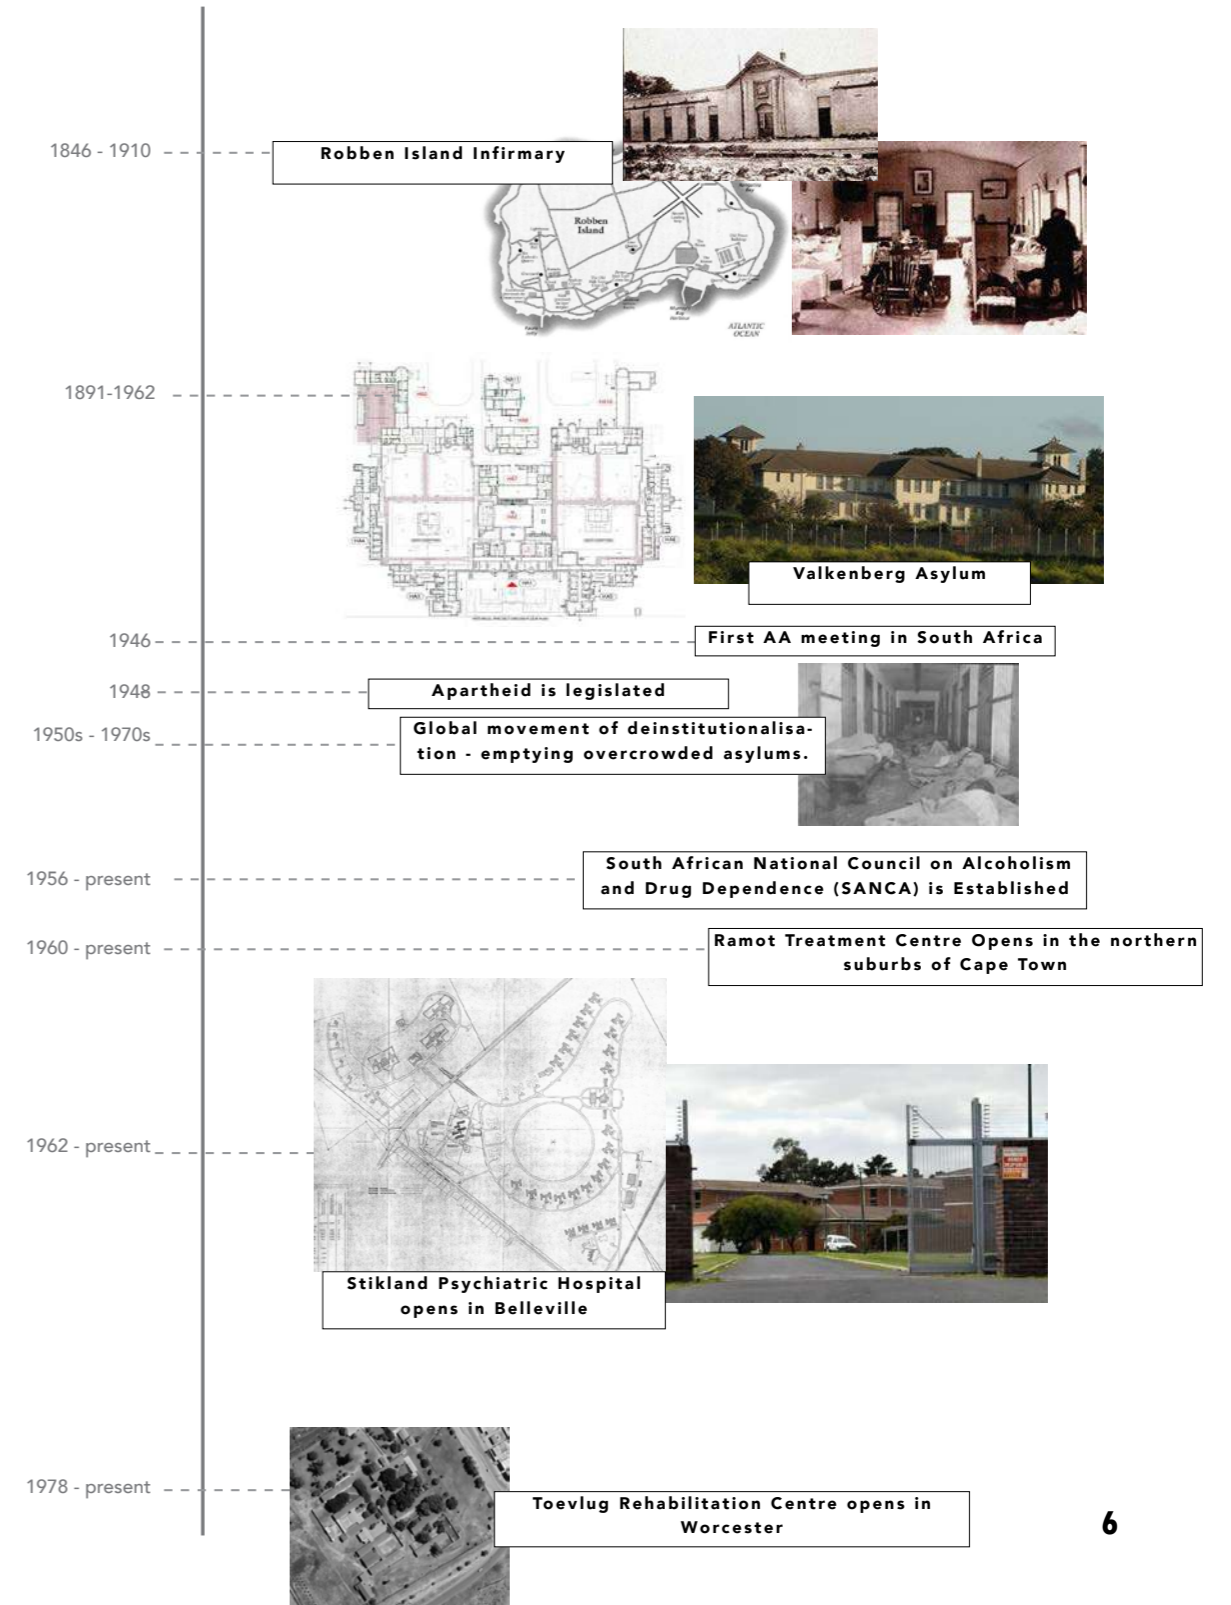 1846 - 1910
Robben Island Infirmary
Robben
Island
ATLANTIC
OCEAN
1891-1962
Valkenberg Asylum
1946
First AA meeting in South Africa
1948
Apartheid is legislated
1950s - 1970s
Global movement of deinstitutionalisa-
tion - emptying overcrowded asylums.
1956 - present
South African National Council on Alcoholism
and Drug Dependence (SANCA) is Established
1960 - present
Ramot Treatment Centre Opens in the northern
suburbs of Cape Town
1962 - present
Stikland Psychiatric Hospital
opens in Belleville
1978 - present
Toevlug Rehabilitation Centre opens in
Worcester
6